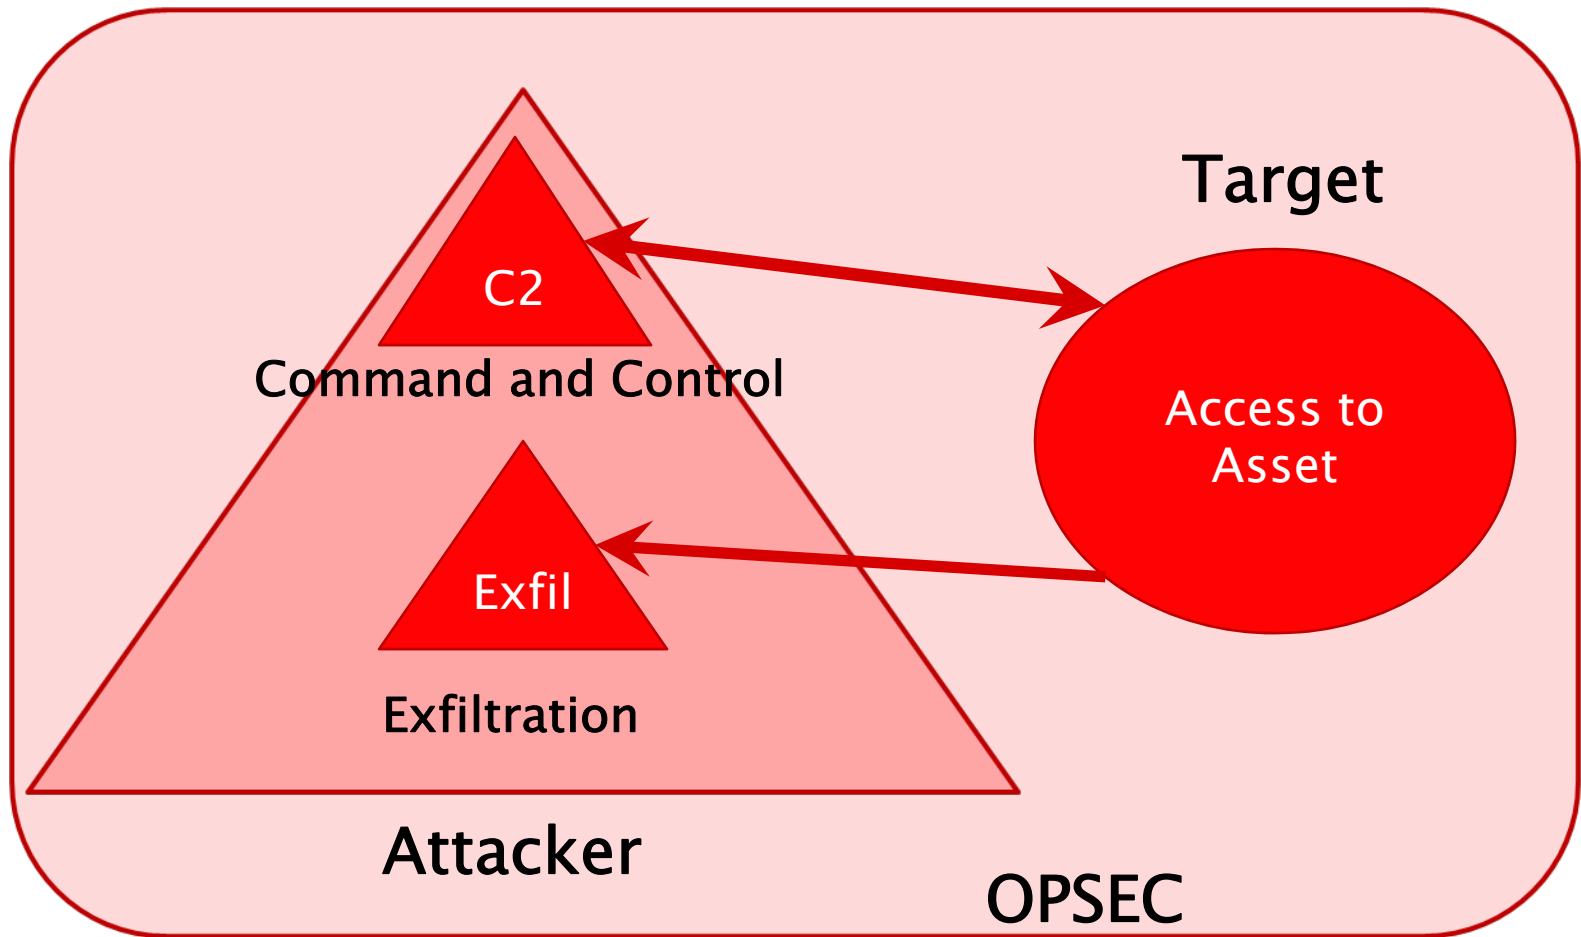 Target
C2
Command and Control
Access to
Asset
Exfil
Exfiltration
Attacker
OPSEC